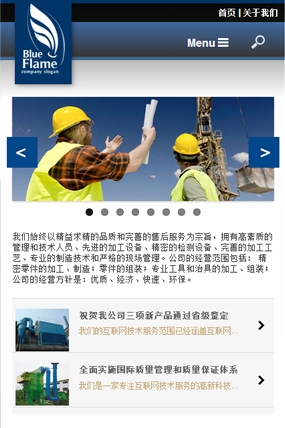 首页 | 关于我们
Blue
Flame
company slogan
Menu
<
>
我们始终以精益求精的品质和完善的售后服务为宗旨，拥有高素质的
管理和技术人员、先进的加工设备、精密的检测设备、完善的加工工
艺、专业的制造技术和严格的现场管理。公司的经营范围包括： 精
密零件的加工、制造；零件的组装；专业工具和治具的加工、组装；
公司的经营方针是：优质、经济、快速、环保。
祝贺我公司三项新产品通过省级鉴定
我们的互联网技术服务范围已经涵盖互联网...
全面实施国际质量管理和质量保证体系
我们是一家专注互联网技术服务的高新科技...